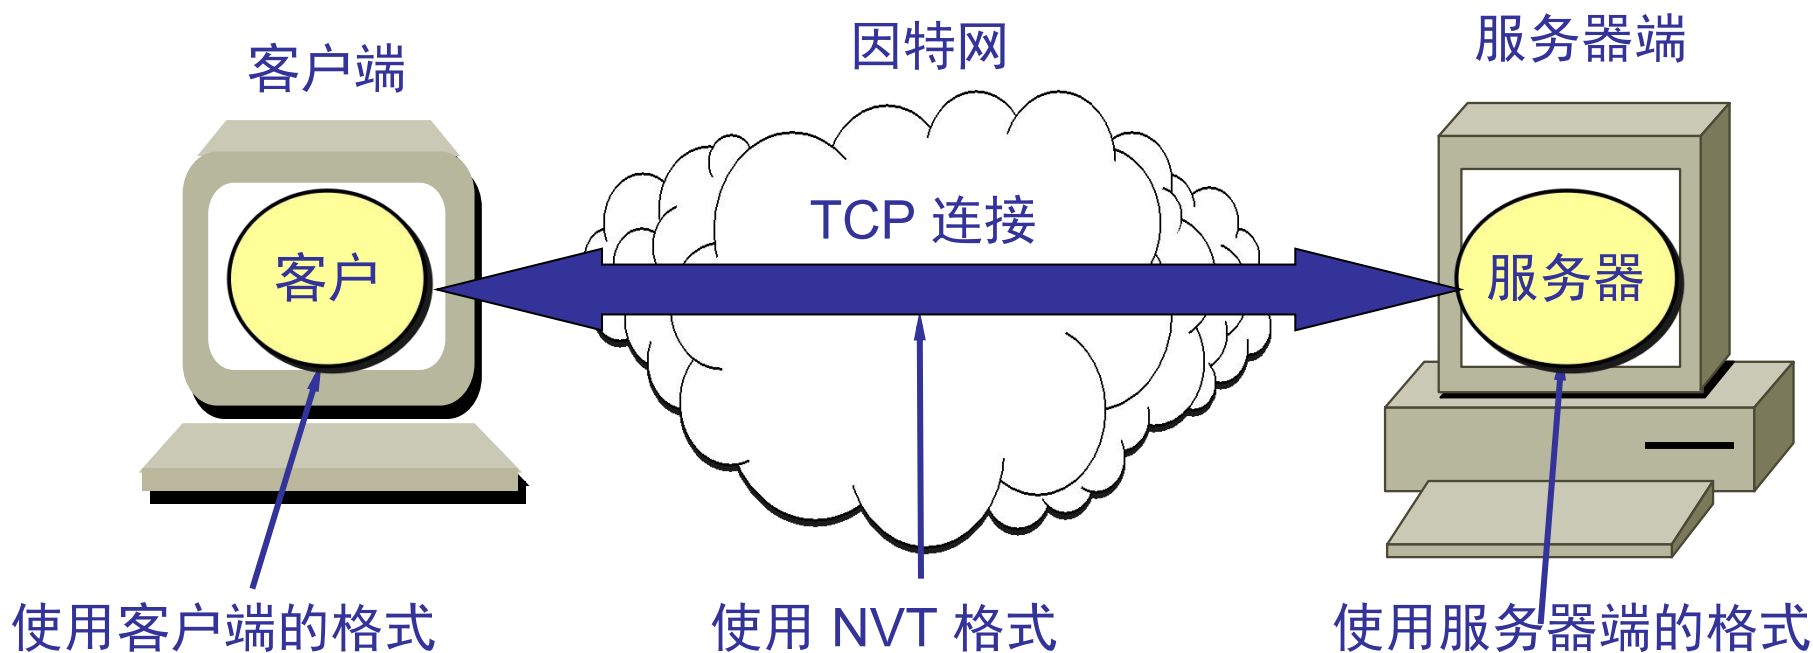 客户端
因特网
服务器端
TCP 连接
客户
服务器
使用客户端的格式
使用 NVT 格式
使用服务器端的格式